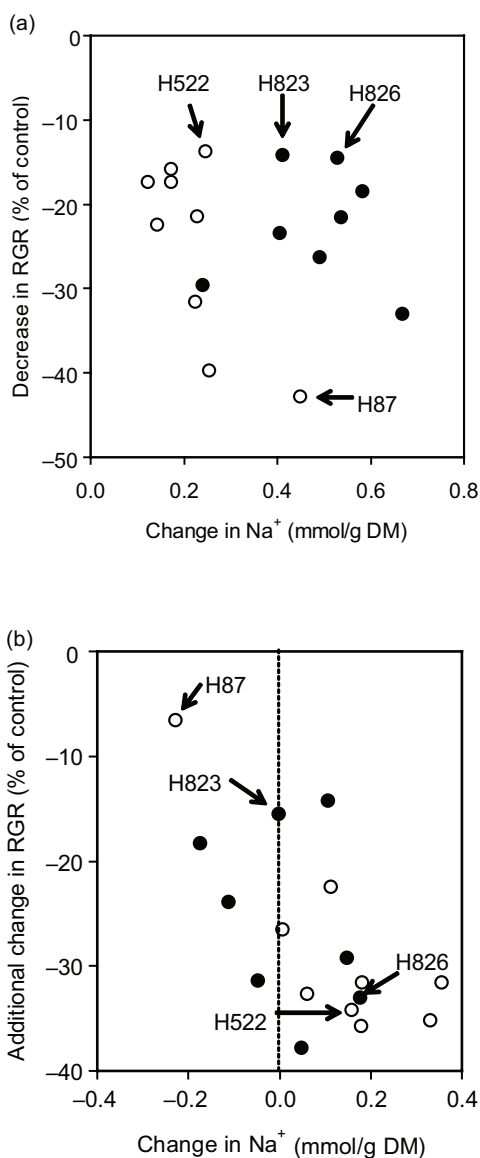 (a)
0
H522
H823
H826
–10
–20
–30
–40
H87
–50
0.0
0.2
0.4
0.6
0.8
Decrease in RGR (% of control)
Change in Na⁺ (mmol/g DM)
(b)
0
H87
–10
H823
–20
H826
–30
H522
–40
–0.4
–0.2
0.0
0.2
0.4
Additional change in RGR (% of control)
Change in Na⁺ (mmol/g DM)